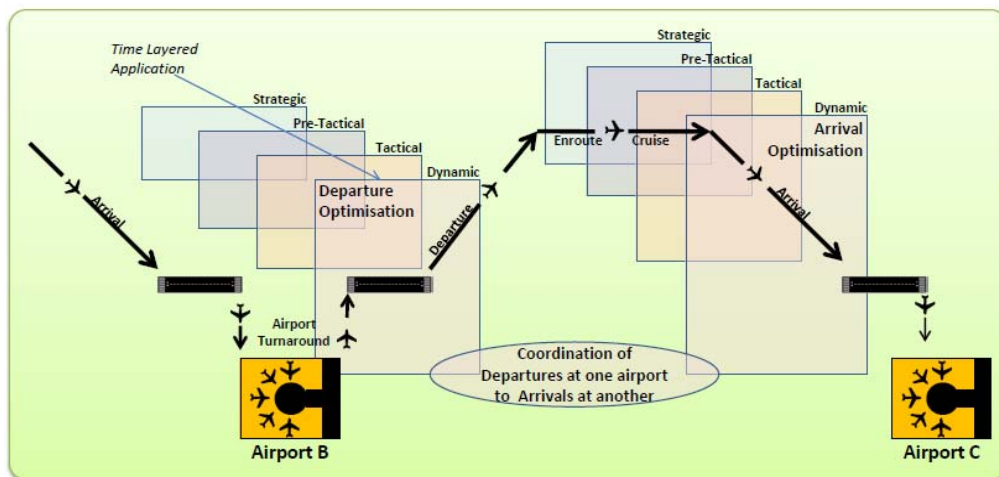 Time Layered
Application
Strategic
Pre-Tactical
Tactical
Dynamic
Departure
Optimisation
Arrival
Departure
Airport
Turnaround
Airport B
Strategic
Pre-Tactical
Tactical
Dynamic
Arrival
Optimisation
Enroute
Cruise
Arrival
Coordination of
Departures at one airport
to Arrivals at another
Airport C